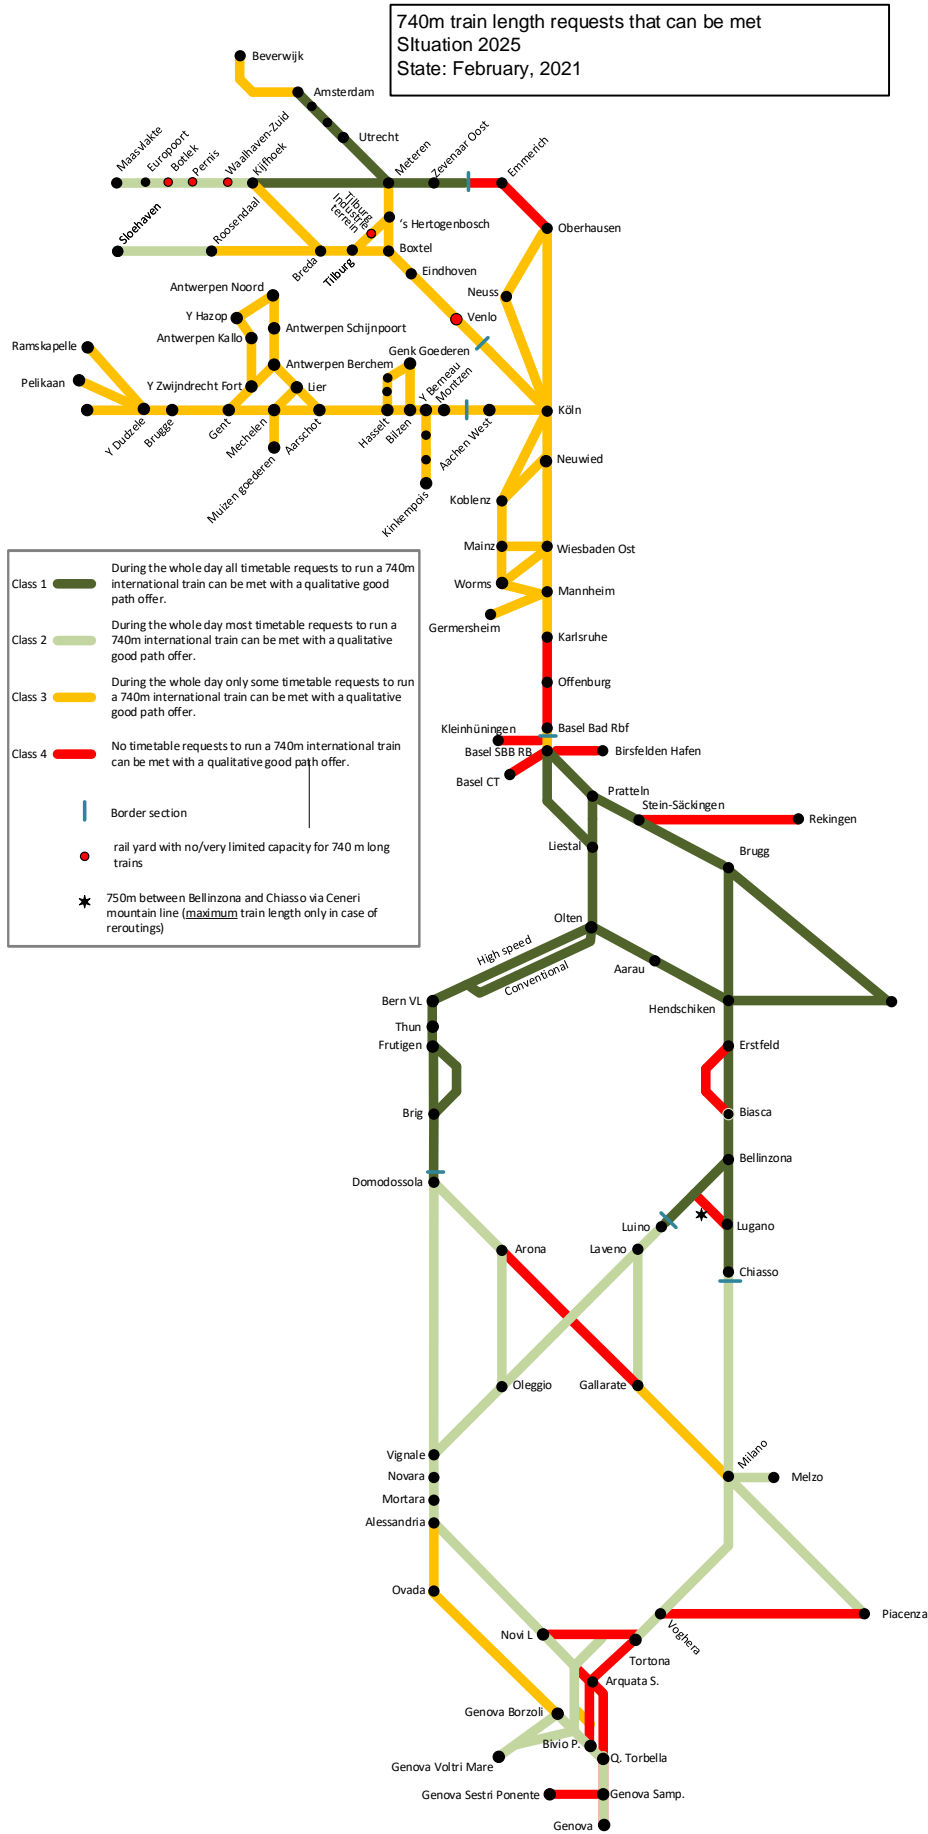 740m train length requests that can be met
SItuation 2025
State: February, 2021
Beverwijk
Amsterdam
Utrecht
Maasvlakte
Europoort
Botlek
Pernis
Waalhaven-Zuid
Kijfhoek
Meteren
Zevenaar Oost
Emmerich
Sloehaven
Roosendaal
Tilburg
Industrie
terrein
's Hertogenbosch
Oberhausen
Breda
Tilburg
Boxtel
Eindhoven
Antwerpen Noord
Neuss
Y Hazop
Venlo
Antwerpen Schijnpoort
Antwerpen Kallo
Ramskapelle
Genk Goederen
Antwerpen Berchem
Pelikaan
Y Zwijndrecht Fort
Lier
Y Berneau
Montzen
Köln
Y Dudzele
Brugge
Gent
Mechelen
Aarschot
Hasselt
Bilzen
Aachen West
Muizen goederen
Kinkempois
Neuwied
Koblenz
Mainz
Wiesbaden Ost
Worms
Mannheim
Germersheim
Karlsruhe
Offenburg
Class 1
During the whole day all timetable requests to run a 740m
international train can be met with a qualitative good
path offer.
Class 2
During the whole day most timetable requests to run a
740m international train can be met with a qualitative
good path offer.
Class 3
During the whole day only some timetable requests to run
a 740m international train can be met with a qualitative
good path offer.
Class 4
No timetable requests to run a 740m international train
can be met with a qualitative good path offer.
Border section
rail yard with no/very limited capacity for 740 m long
trains
750m between Bellinzona and Chiasso via Ceneri
mountain line (maximum train length only in case of
reroutings)
Kleinhüningen
Basel Bad Rbf
Basel SBB RB
Birsfelden Hafen
Basel CT
Pratteln
Stein-Säckingen
Rekingen
Liestal
Brugg
Olten
High speed
Conventional
Aarau
Bern VL
Hendschiken
Thun
Frutigen
Erstfeld
Brig
Biasca
Bellinzona
Domodossola
Luino
Lugano
Arona
Laveno
Chiasso
Oleggio
Gallarate
Vignale
Milano
Novara
Melzo
Mortara
Alessandria
Ovada
Piacenza
Voghera
Novi L
Tortona
Arquata S.
Genova Borzoli
Bivio P.
Q. Torbella
Genova Voltri Mare
Genova Sestri Ponente
Genova Samp.
Genova